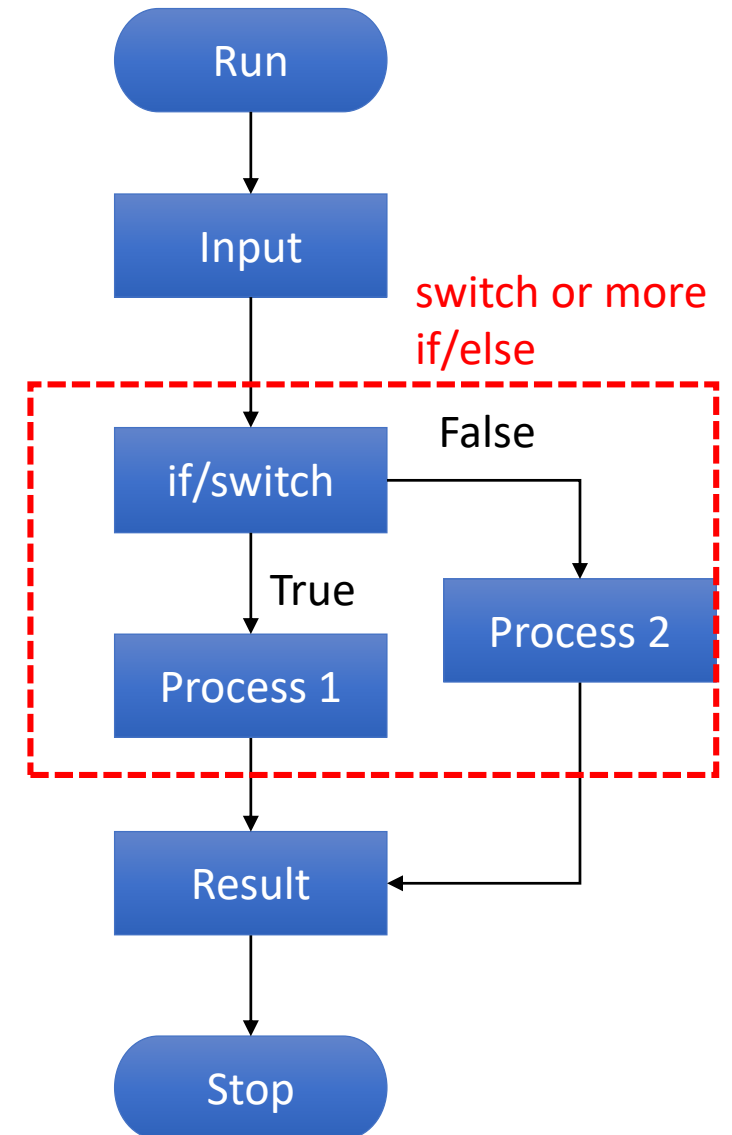 Run
Input
switch or more
if/else
False
if/switch
True
Process 2
Process 1
Result
Stop